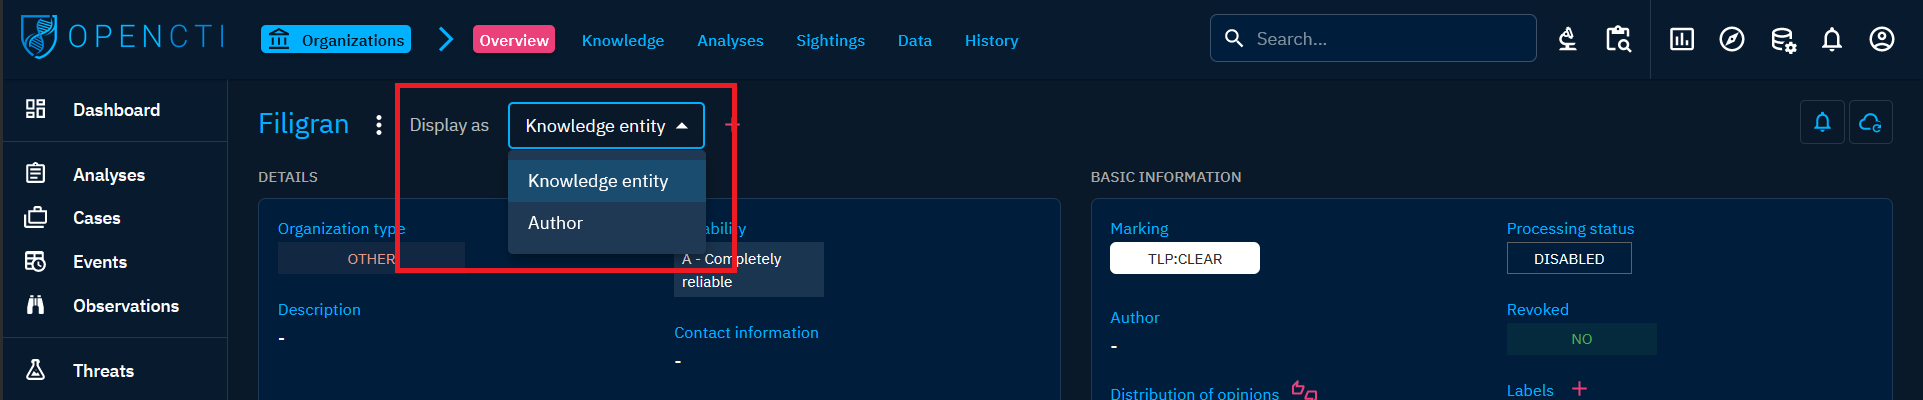 OPENCTI
Organizations
Overview
Knowledge
Analyses
Sightings
Data
History
Search...
Dashboard
Analyses
Cases
Events
Observations
Threats
Filigran
Display as
Knowledge entity
Knowledge entity
Author
DETAILS
Organization type
OTHER
Description
-
A - Completely
reliable
Contact information
-
BASIC INFORMATION
Marking
TLP:CLEAR
Author
-
Distribution of opinions
Processing status
DISABLED
Revoked
NO
Labels